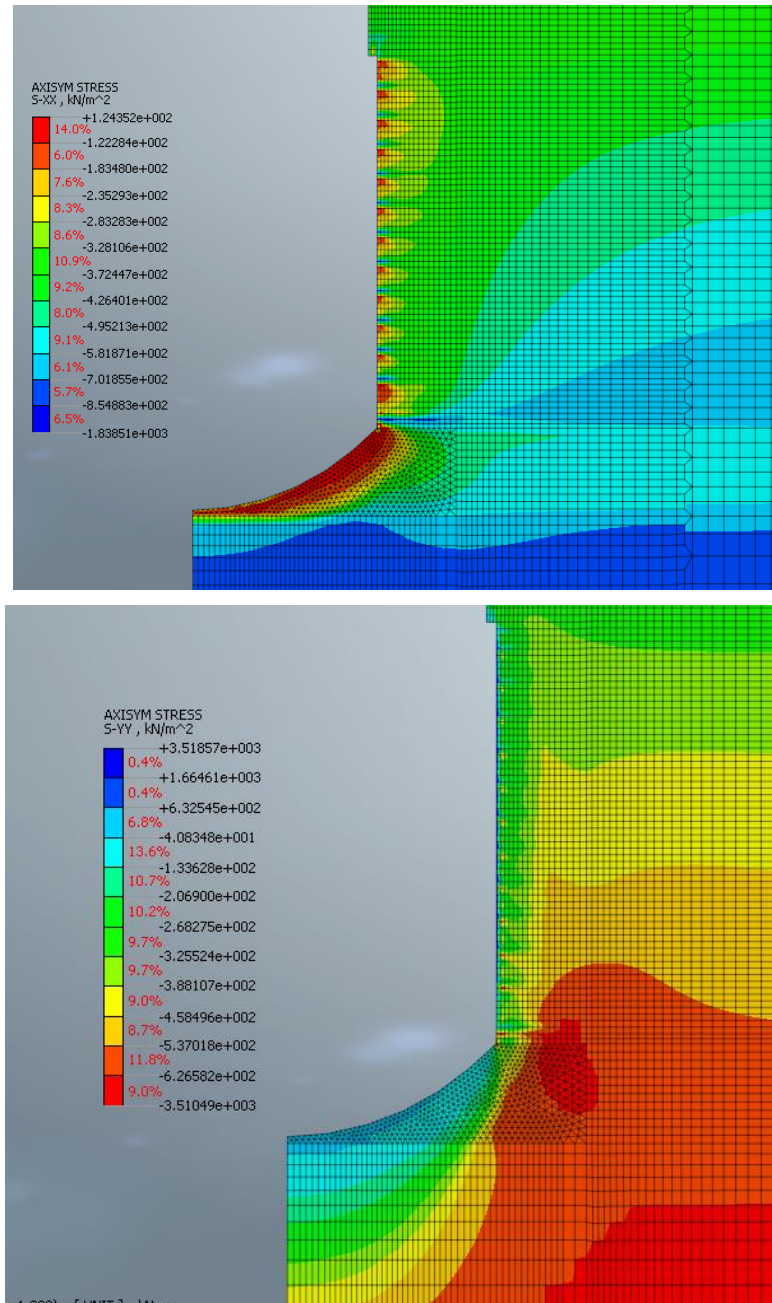 AXISYM STRESS
S-XX , kN/m^2
+1.24352e+002
14.0%
-1.22284e+002
6.0%
-1.83480e+002
7.6%
-2.35293e+002
8.3%
-2.83283e+002
8.6%
-3.28106e+002
10.9%
-3.72447e+002
9.2%
-4.26401e+002
8.0%
-4.95213e+002
9.1%
-5.81871e+002
6.1%
-7.01855e+002
5.7%
-8.54883e+002
6.5%
-1.83851e+003
AXISYM STRESS
S-YY , kN/m^2
+3.51857e+003
0.4%
+1.66461e+003
0.4%
+6.32545e+002
6.8%
-4.08348e+001
13.6%
-1.33628e+002
10.7%
-2.06900e+002
10.2%
-2.68275e+002
9.7%
-3.25524e+002
9.7%
-3.88107e+002
9.0%
-4.58496e+002
8.7%
-5.37018e+002
11.8%
-6.26582e+002
9.0%
-3.51049e+003